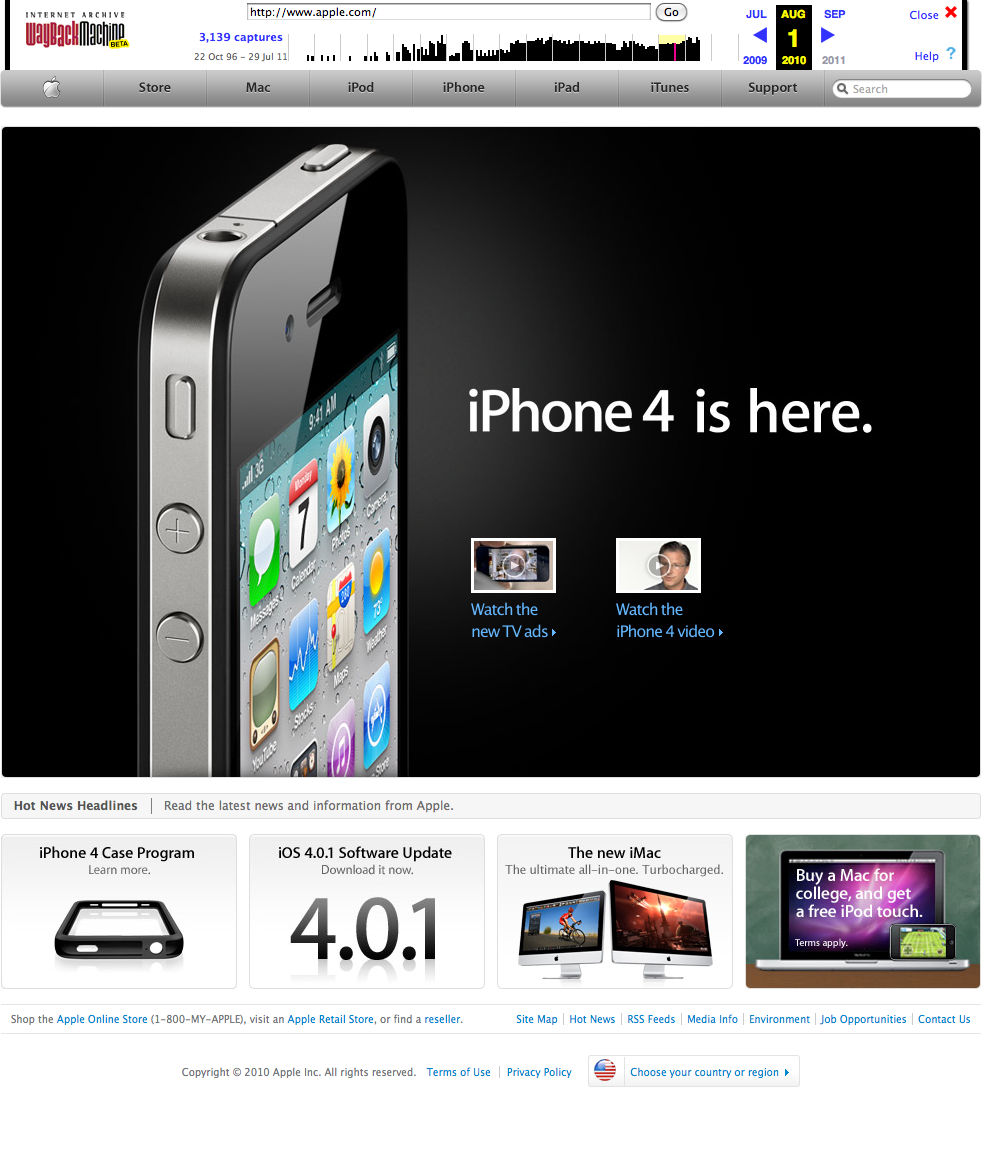 INTERNET ARCHIVE
WayBackMachine
BETA
http://www.apple.com/
Go
3,139 captures
22 Oct 96 - 29 Jul 11
JUL AUG SEP
1
2009 2010 2011
Close
Help ?
Store Mac iPod iPhone iPad iTunes Support Search
3G 9:41 AM
Messages
Monday
7
Calendar
Photos
Camera
YouTube
Stocks
280
Maps
73°
Weather
Store
iPhone 4 is here.
Watch the
new TV ads
Watch the
iPhone 4 video
Hot News Headlines Read the latest news and information from Apple.
iPhone 4 Case Program
Learn more.
iOS 4.0.1 Software Update
Download it now.
4.0.1
The new iMac
The ultimate all-in-one. Turbocharged.
Buy a Mac for
college, and get
a free iPod touch.
Terms apply.
Shop the Apple Online Store (1-800-MY-APPLE), visit an Apple Retail Store, or find a reseller.
Site Map Hot News RSS Feeds Media Info Environment Job Opportunities Contact Us
Copyright © 2010 Apple Inc. All rights reserved. Terms of Use Privacy Policy
Choose your country or region